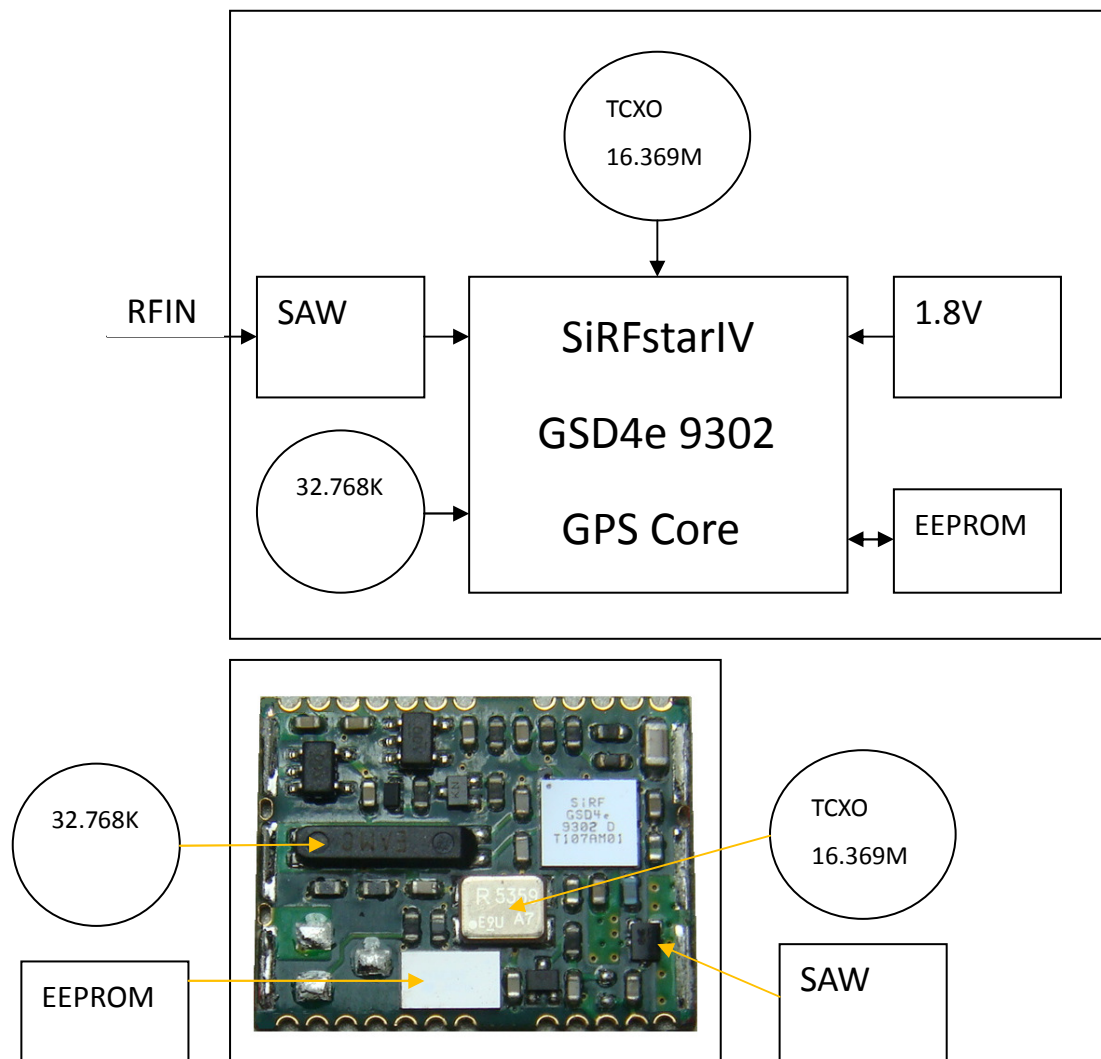 TCXO
16.369M
RFIN
SAW
SiRFstarIV
1.8V
GSD4e 9302
32.768K
GPS Core
EEPROM
SiRF
GSD4e
9302 D
T107AM01
32.768K
TCXO
16.369M
R 5359
E9U A7
EEPROM
SAW